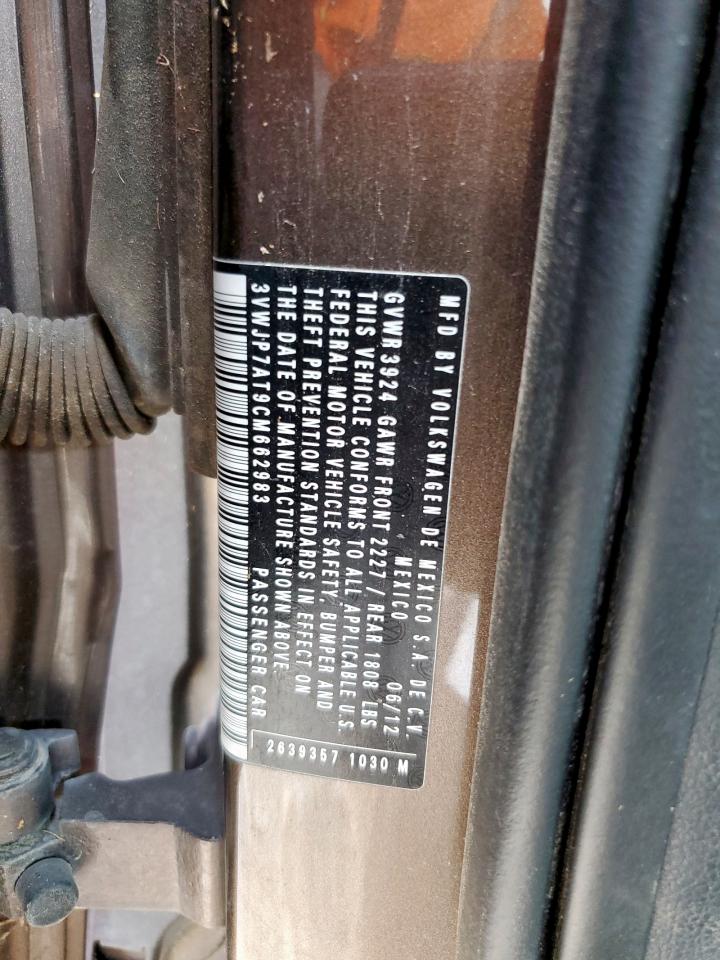 MFD BY VOLKSWAGEN DE MEXICO S.A. DE C.V.
MEXICO 06/12
GVWR 3924 GAWR FRONT 2227 / REAR 1808 LBS
THIS VEHICLE CONFORMS TO ALL APPLICABLE U.S.
FEDERAL MOTOR VEHICLE SAFETY, BUMPER AND
THEFT PREVENTION STANDARDS IN EFFECT ON
THE DATE OF MANUFACTURE SHOWN ABOVE
3VWJP7AT9CM662983 PASSENGER CAR
2639357 1030 M